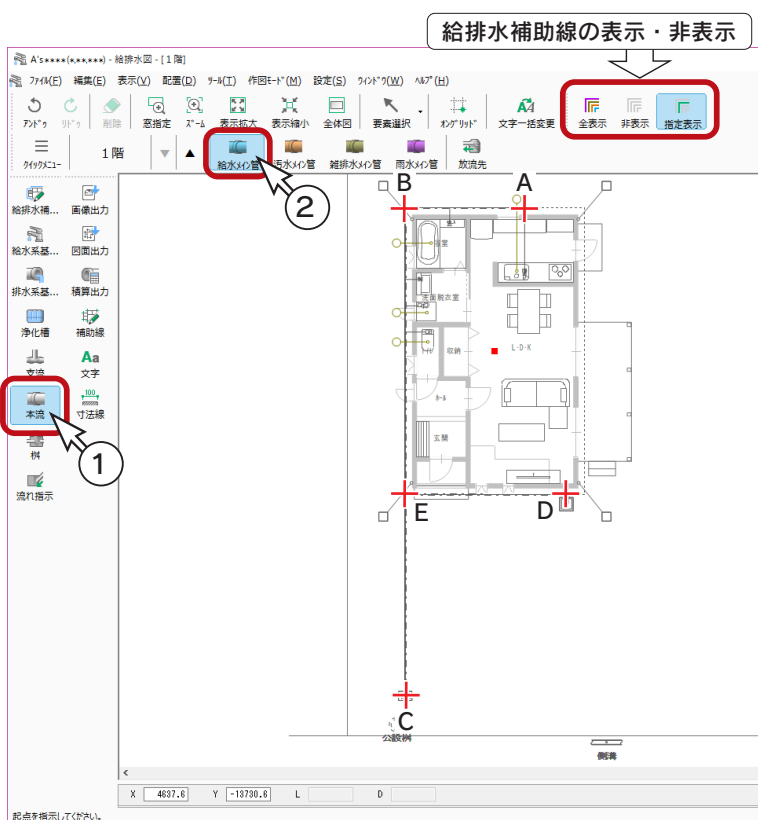 給排水補助線の表示・非表示
A's****(*.**.***) - 給排水図 - [1 階]
ファイル(F) 編集(E) 表示(V) 配置(D) ツール(T) 作図モード(M) 設定(S) ウィンドウ(W) ヘルプ(H)
アンドゥ リドゥ 削除 窓指定 ズーム 表示拡大 表示縮小 全体図 要素選択 オングリッド 文字一括変更 全表示 非表示 指定表示
クイックメニュー 1 階 ▼ ▲ 給水メイン管 汚水メイン管 雑排水メイン管 雨水メイン管 放流先
2
給排水補... 画像出力
給水系基... 図面出力
排水系基... 積算出力
浄化槽 補助線
支流 文字
Aa
本流 寸法線
100
1
桝
流れ指示
B A
浴室
洗面脱衣室
トイレ 収納 L・D・K
ホール
玄関
E D
C
公設桝
側溝
X 4637.6 Y -13730.6 L D
起点を指示してください。